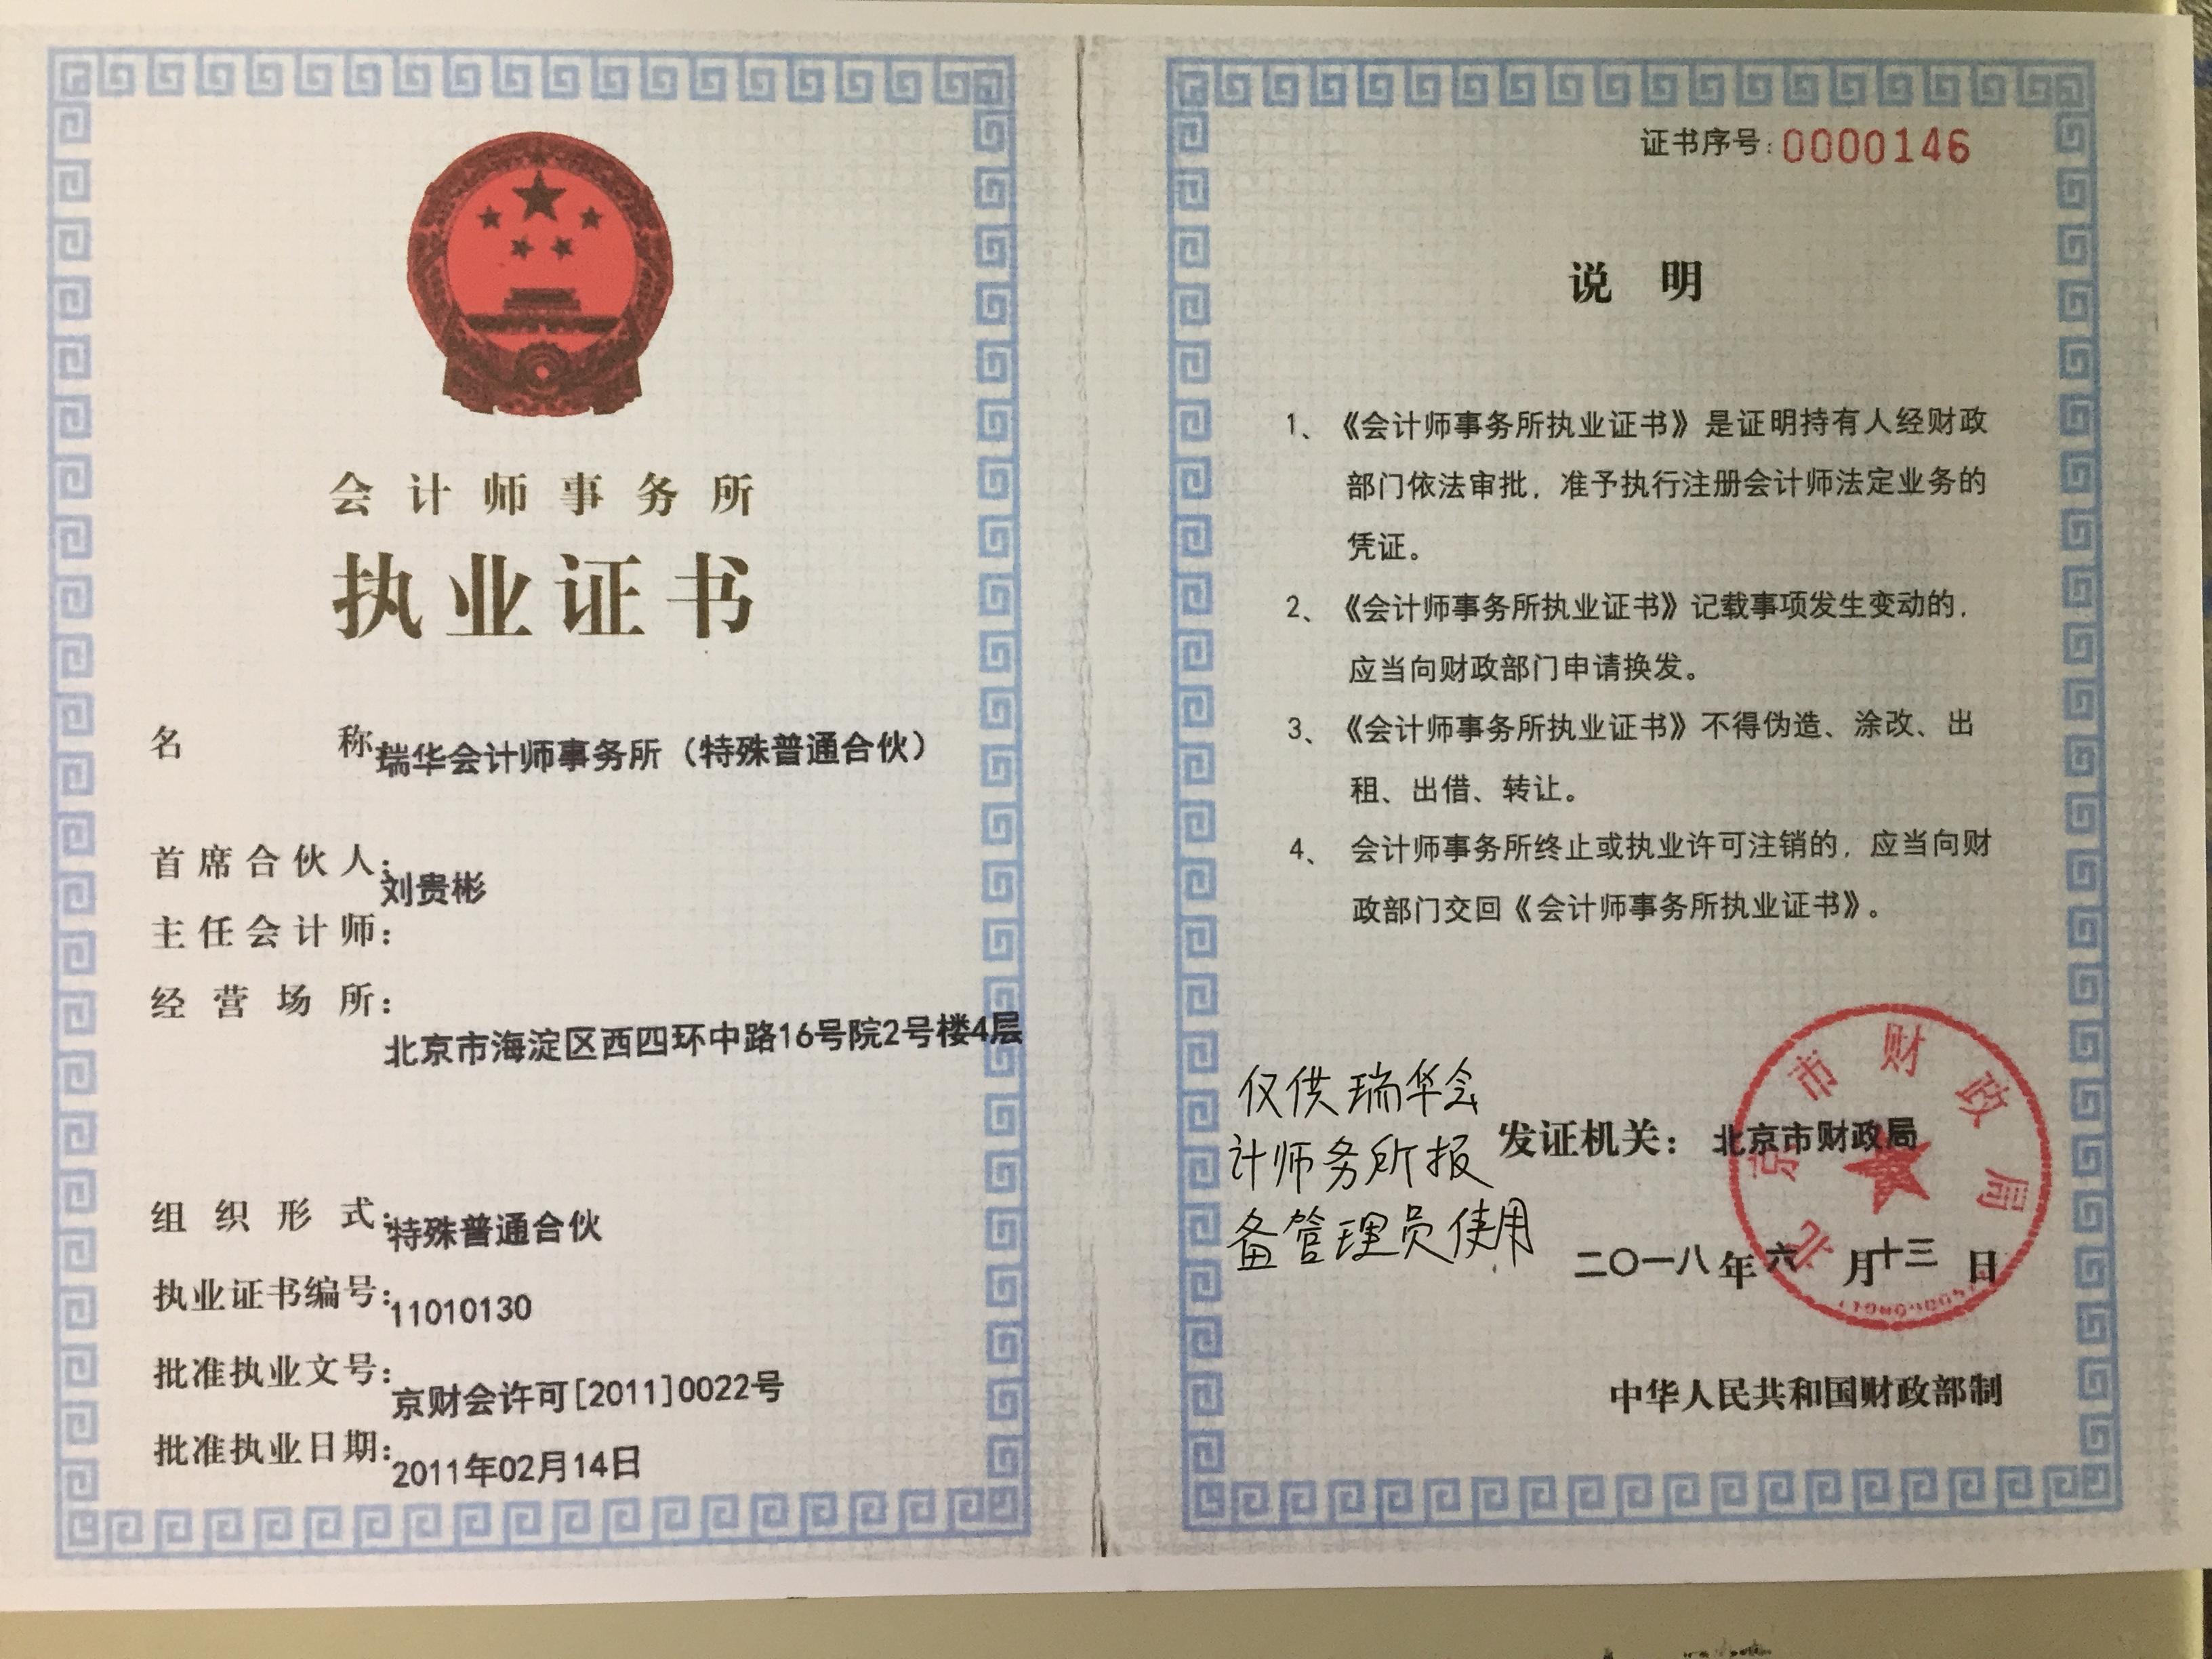 会计师事务所
执业证书
名称：瑞华会计师事务所（特殊普通合伙）
首席合伙人：刘贵彬
主任会计师：
经营场所：
北京市海淀区西四环中路16号院2号楼4层
组织形式：特殊普通合伙
执业证书编号：11010130
批准执业文号：京财会许可[2011]0022号
批准执业日期：2011年02月14日
证书序号：0000146
说明
1、《会计师事务所执业证书》是证明持有人经财政
部门依法审批，准予执行注册会计师法定业务的
凭证。
2、《会计师事务所执业证书》记载事项发生变动的，
应当向财政部门申请换发。
3、《会计师事务所执业证书》不得伪造、涂改、出
租、出借、转让。
4、会计师事务所终止或执业许可注销的，应当向财
政部门交回《会计师事务所执业证书》。
仅供瑞华会
计师务所报
备管理员使用
发证机关：北京市财政局
北京市财政局
二〇一八年六月十三日
中华人民共和国财政部制